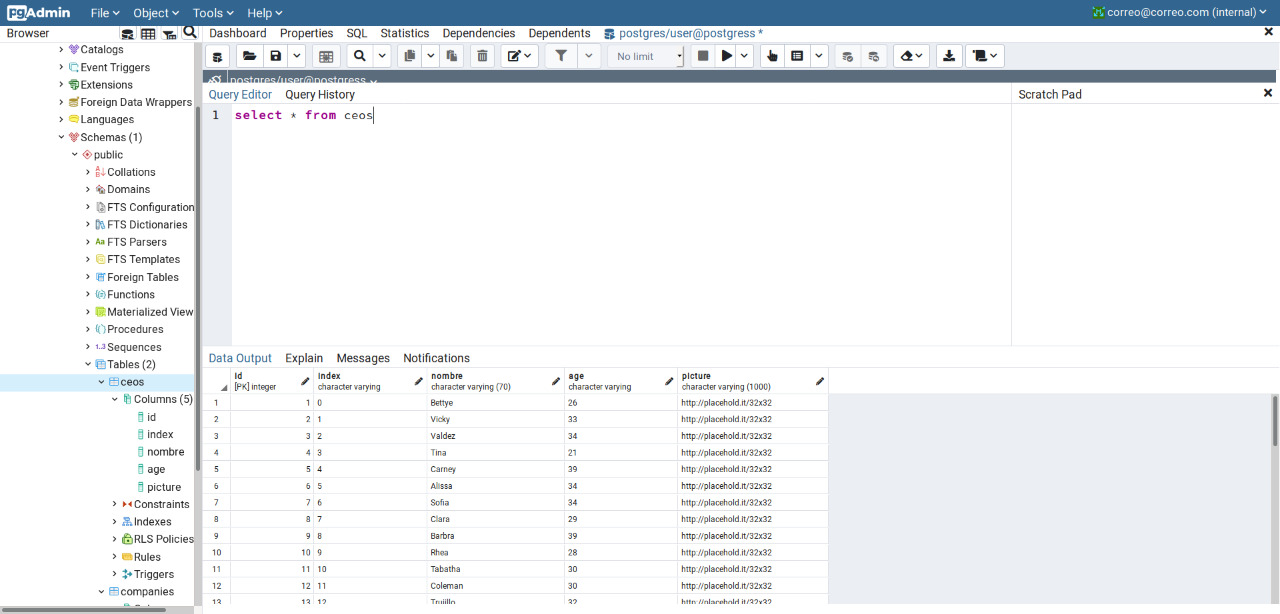 pgAdmin File Object Tools Help correo@correo.com (internal)
Browser Dashboard Properties SQL Statistics Dependencies Dependents postgres/user@postgress *
No limit
postgres/user@postgress
Catalogs
Event Triggers
Extensions
Foreign Data Wrappers
Languages
Schemas (1)
public
Collations
Domains
FTS Configuration
FTS Dictionaries
FTS Parsers
FTS Templates
Foreign Tables
Functions
Materialized View
Procedures
1..3 Sequences
Tables (2)
ceos
Columns (5)
id
index
nombre
age
picture
Constraints
Indexes
RLS Policies
Rules
Triggers
companies
Query Editor Query History Scratch Pad
1 select * from ceos
Data Output Explain Messages Notifications
id index nombre age picture
[PK] integer character varying character varying (70) character varying character varying (1000)
1 1 0 Bettye 26 http://placehold.it/32x32
2 2 1 Vicky 33 http://placehold.it/32x32
3 3 2 Valdez 34 http://placehold.it/32x32
4 4 3 Tina 21 http://placehold.it/32x32
5 5 4 Carney 39 http://placehold.it/32x32
6 6 5 Alissa 34 http://placehold.it/32x32
7 7 6 Sofia 34 http://placehold.it/32x32
8 8 7 Clara 29 http://placehold.it/32x32
9 9 8 Barbra 39 http://placehold.it/32x32
10 10 9 Rhea 28 http://placehold.it/32x32
11 11 10 Tabatha 30 http://placehold.it/32x32
12 12 11 Coleman 30 http://placehold.it/32x32
13 13 12 Trujillo 32 http://placehold.it/32x32